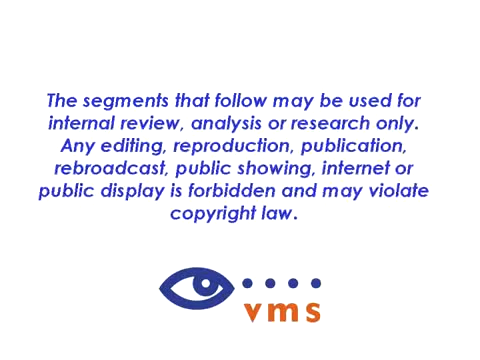 The segments that follow may be used for
internal review, analysis or research only.
Any editing, reproduction, publication,
rebroadcast, public showing, internet or
public display is forbidden and may violate
copyright law.
vms